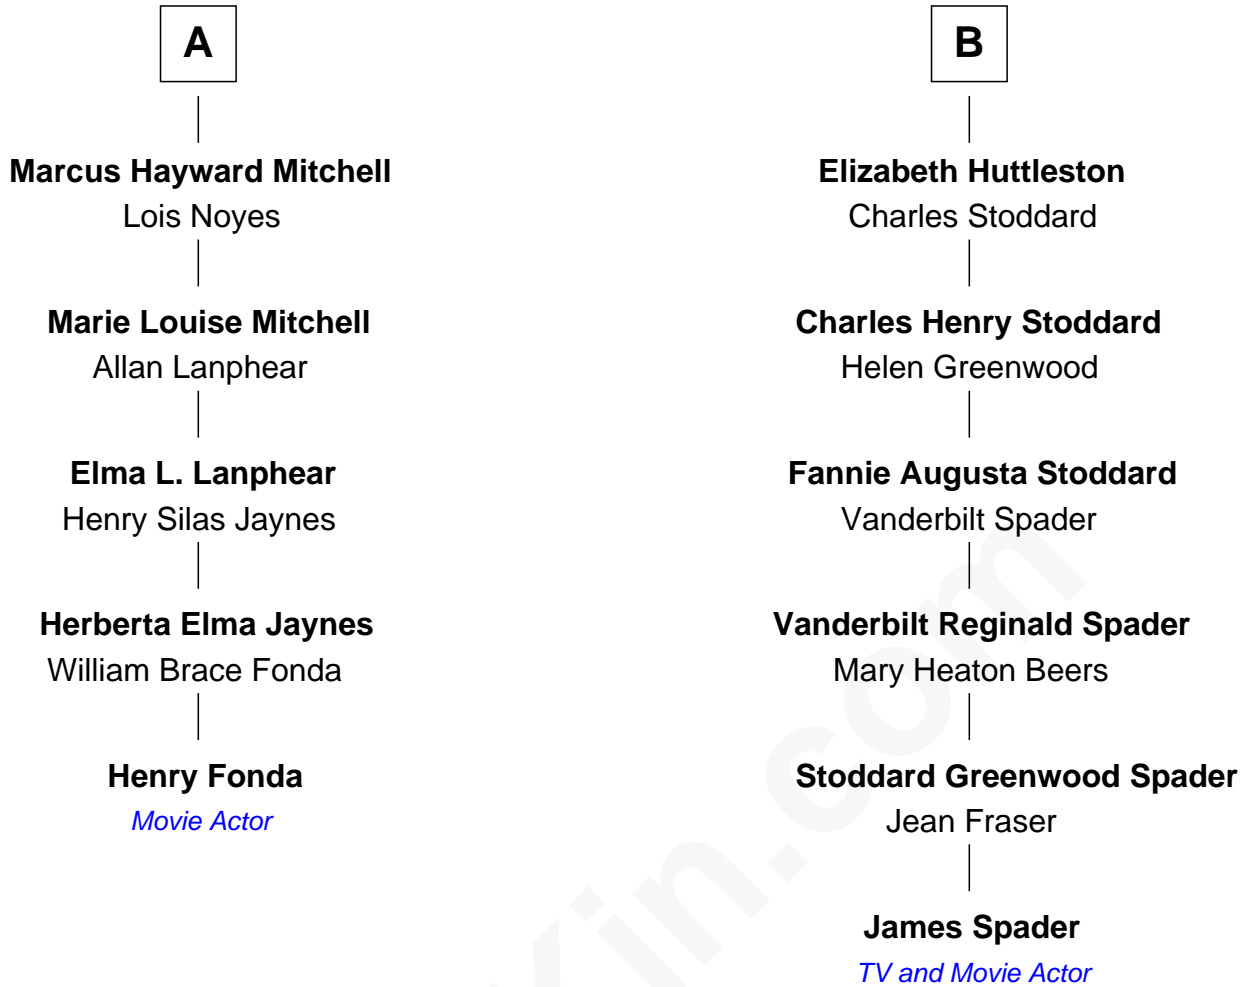 A
Marcus Hayward Mitchell
Lois Noyes
Marie Louise Mitchell
Allan Lanphear
Elma L. Lanphear
Henry Silas Jaynes
Herberta Elma Jaynes
William Brace Fonda
Henry Fonda
Movie Actor
B
Elizabeth Huttleston
Charles Stoddard
Charles Henry Stoddard
Helen Greenwood
Fannie Augusta Stoddard
Vanderbilt Spader
Vanderbilt Reginald Spader
Mary Heaton Beers
Stoddard Greenwood Spader
Jean Fraser
James Spader
TV and Movie Actor
Kin.com